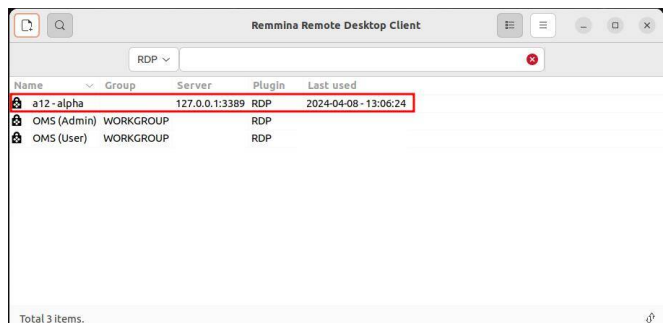 Remmina Remote Desktop Client
RDP
Name Group Server Plugin Last used
a12 - alpha 127.0.0.1:3389 RDP 2024-04-08 - 13:06:24
OMS (Admin) WORKGROUP RDP
OMS (User) WORKGROUP RDP
Total 3 items.